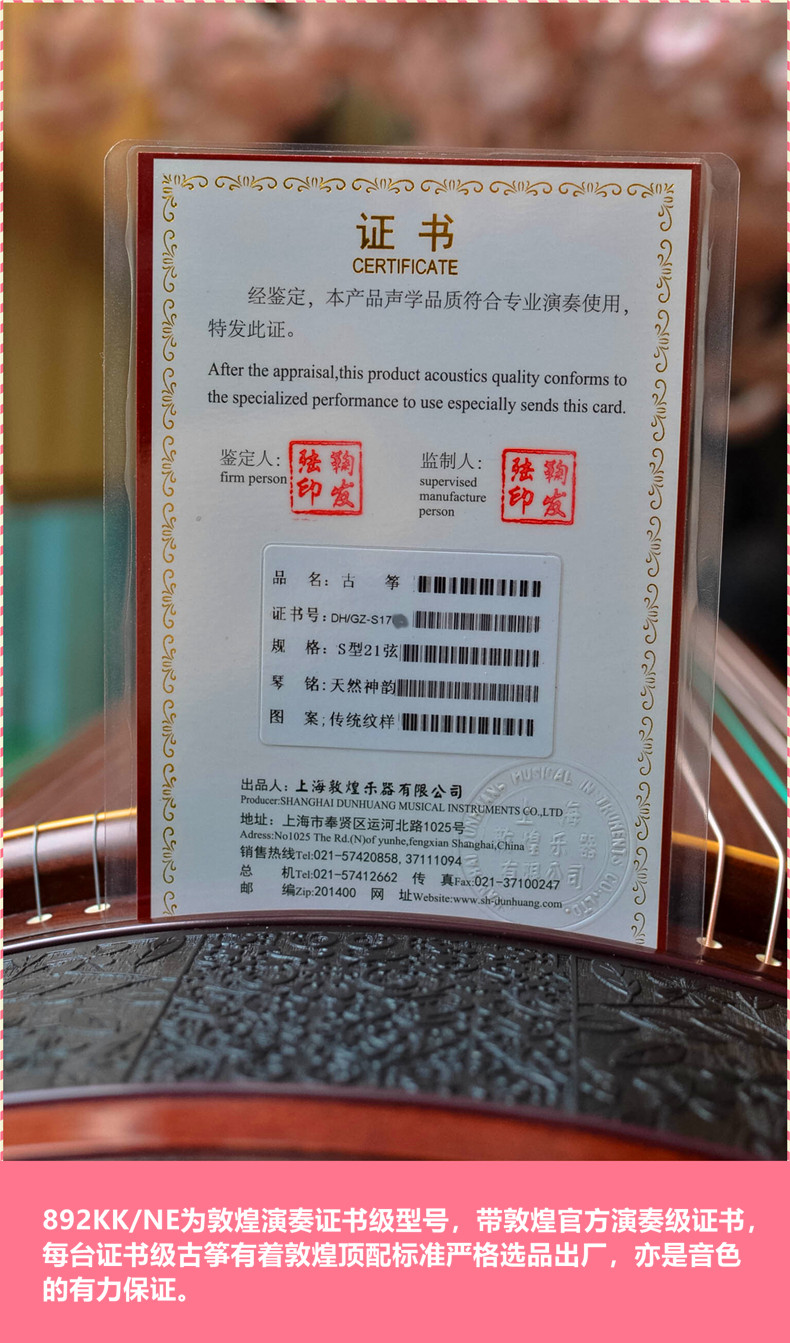 证书
CERTIFICATE
经鉴定，本产品声学品质符合专业演奏使用，
特发此证。
After the appraisal,this product acoustics quality conforms to
the specialized performance to use especially sends this card.
鉴定人：
firm person
监制人：
supervised
manufacture
person
品 名：古 筝
证书号：DH/GZ-S17
规 格：S型21弦
琴 铭：天然神韵
图 案；传统纹样
出品人：上海敦煌乐器有限公司
Producer:SHANGHAI DUNHUANG MUSICAL INSTRUMENTS CO.,LTD
地址：上海市奉贤区运河北路1025号
Adress:No1025 The Rd.(N)of yunhe,fengxian Shanghai,China
销售热线Tel:021-57420858, 37111094
总 机Tel:021-57412662 传 真Fax:021-37100247
邮 编Zip:201400 网 址Website:www.sh-dunhuang.com
892KK/NE为敦煌演奏证书级型号，带敦煌官方演奏级证书，
每台证书级古筝有着敦煌顶配标准严格选品出厂，亦是音色
的有力保证。